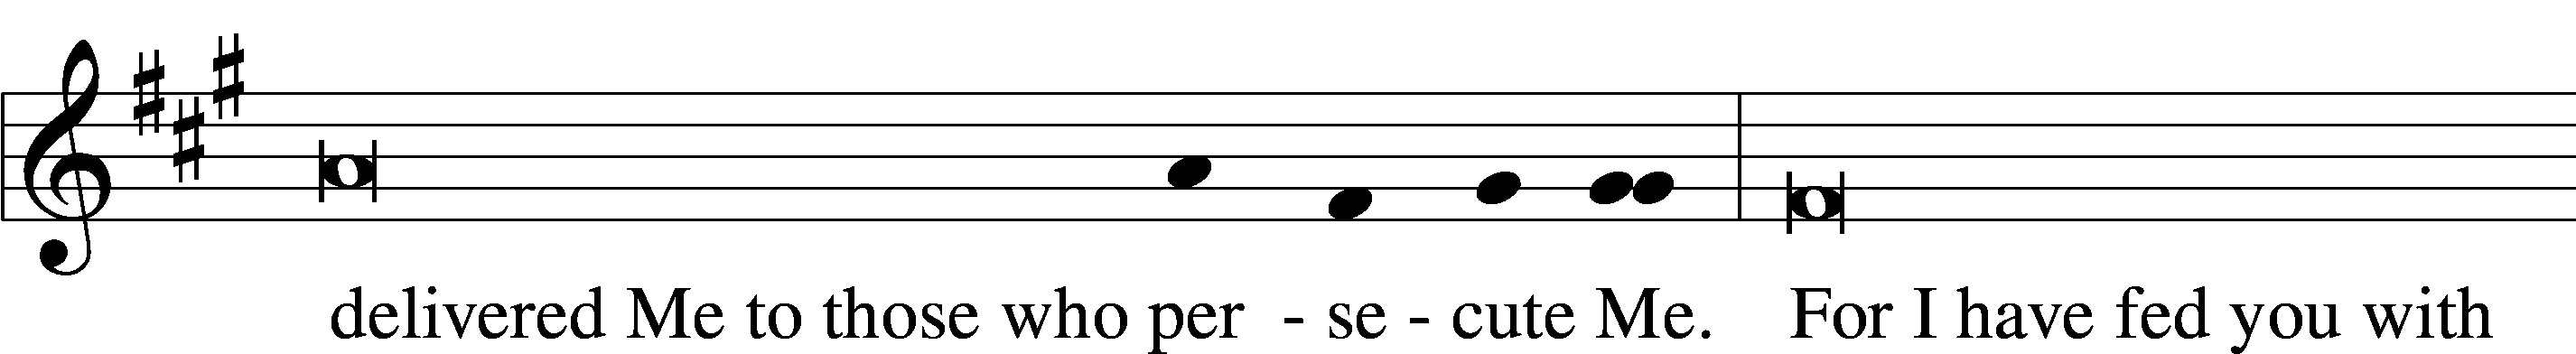 delivered Me to those who per - se - cute Me. For I have fed you with